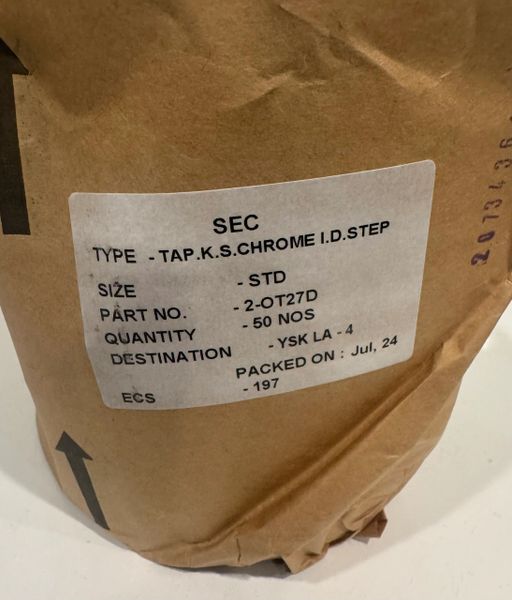 SEC
TYPE - TAP.K.S.CHROME I.D.STEP
SIZE - STD
PART NO. - 2-OT27D
QUANTITY - 50 NOS
DESTINATION - YSK LA - 4
PACKED ON : Jul, 24
ECS - 197
2073436